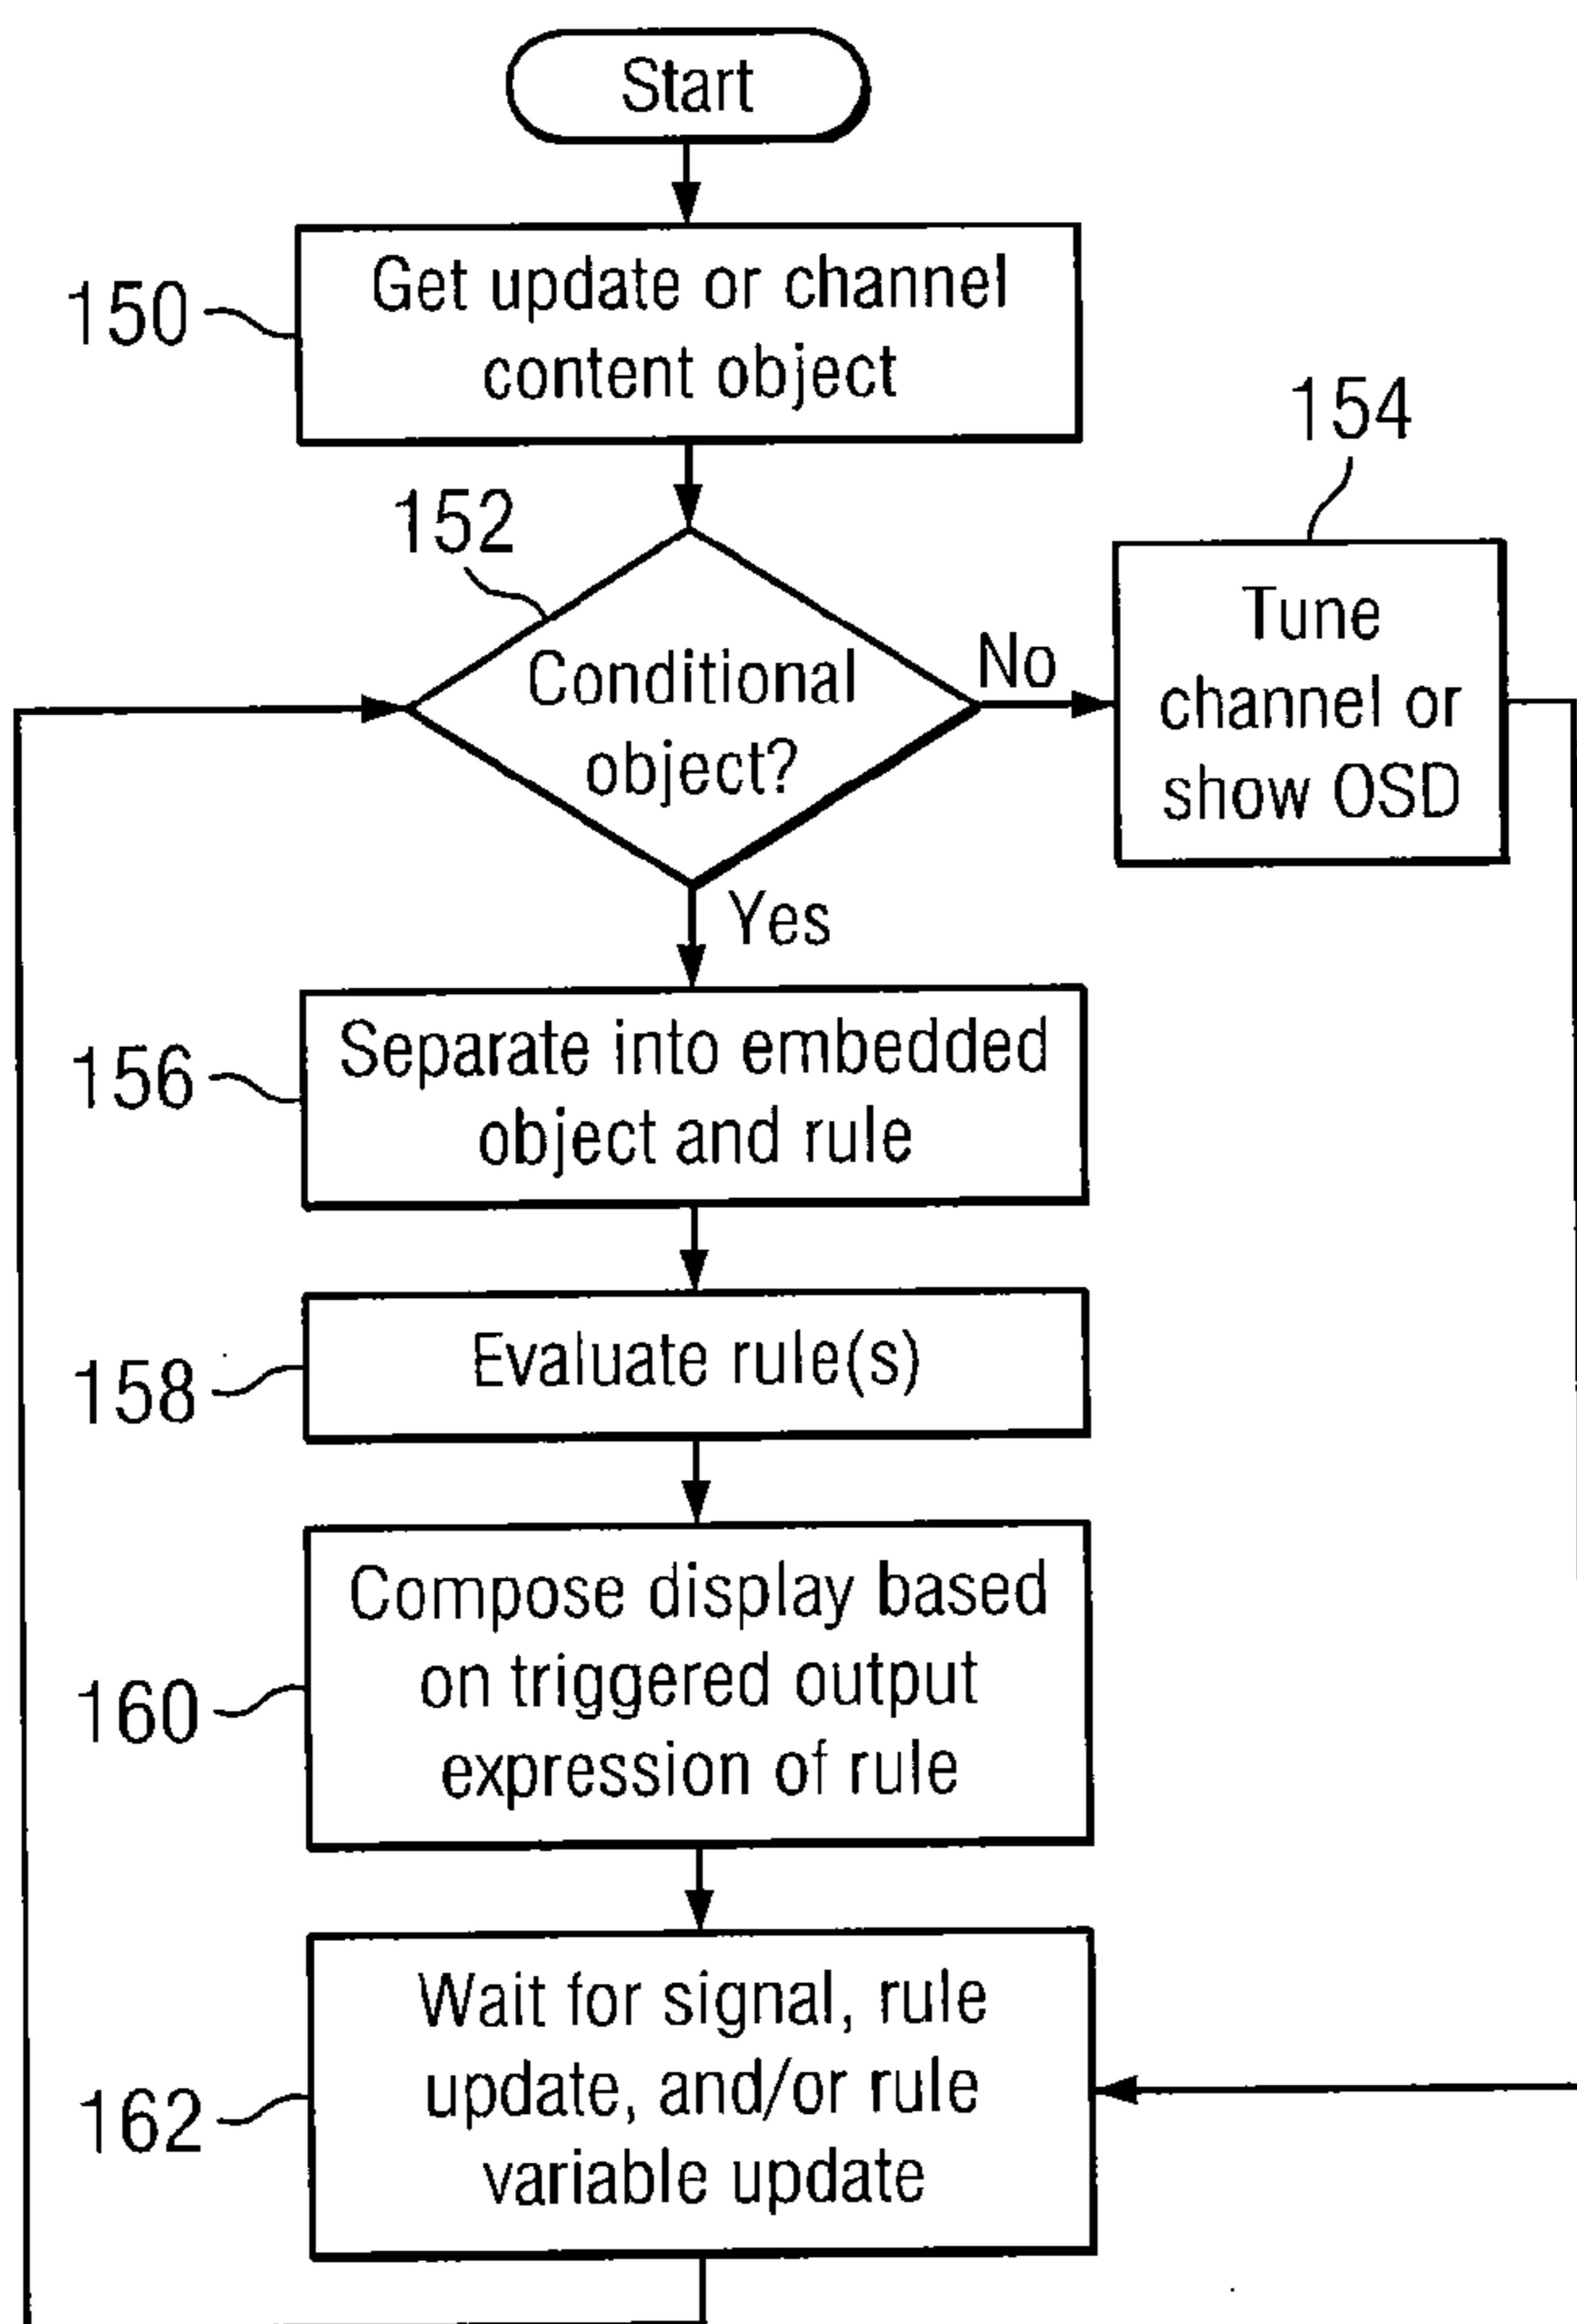 Start
150
Get update or channel
content object
154
152
Conditional
object?
No
Tune
channel or
show OSD
Yes
156
Separate into embedded
object and rule
158
Evaluate rule(s)
160
Compose display based
on triggered output
expression of rule
162
Wait for signal, rule
update, and/or rule
variable update